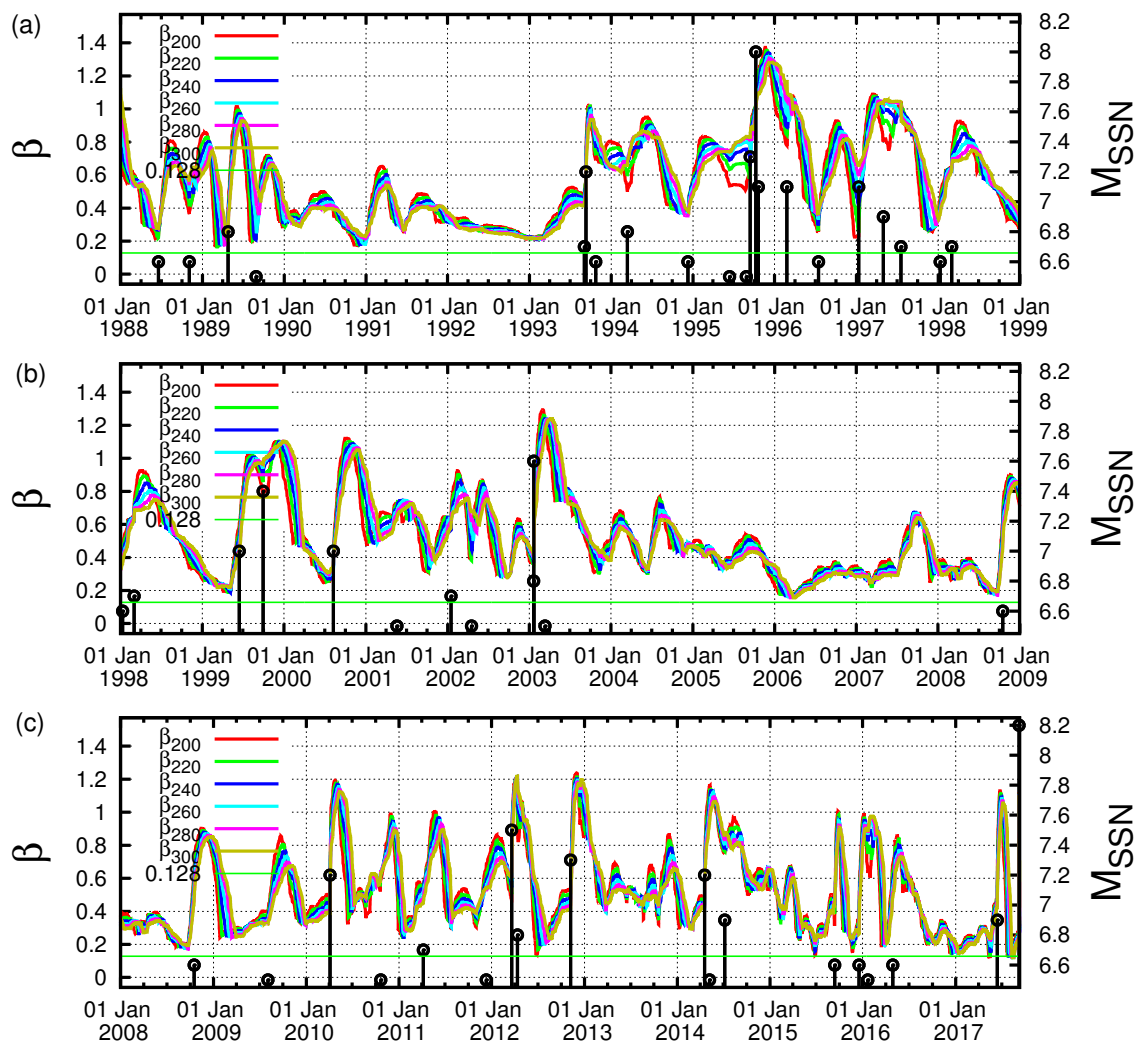 (a)
β
1.4
1.2
1
0.8
0.6
0.4
0.2
0
β200
β220
β240
β260
β280
β300
0.128
8.2
8
7.8
7.6
7.4
7.2
7
6.8
6.6
MSSN
01 Jan 01 Jan 01 Jan 01 Jan 01 Jan 01 Jan 01 Jan 01 Jan 01 Jan 01 Jan 01 Jan 01 Jan
1988 1989 1990 1991 1992 1993 1994 1995 1996 1997 1998 1999
(b)
β
1.4
1.2
1
0.8
0.6
0.4
0.2
0
β200
β220
β240
β260
β280
β300
0.128
8.2
8
7.8
7.6
7.4
7.2
7
6.8
6.6
MSSN
01 Jan 01 Jan 01 Jan 01 Jan 01 Jan 01 Jan 01 Jan 01 Jan 01 Jan 01 Jan 01 Jan 01 Jan
1998 1999 2000 2001 2002 2003 2004 2005 2006 2007 2008 2009
(c)
β
1.4
1.2
1
0.8
0.6
0.4
0.2
0
β200
β220
β240
β260
β280
β300
0.128
8.2
8
7.8
7.6
7.4
7.2
7
6.8
6.6
MSSN
01 Jan 01 Jan 01 Jan 01 Jan 01 Jan 01 Jan 01 Jan 01 Jan 01 Jan 01 Jan
2008 2009 2010 2011 2012 2013 2014 2015 2016 2017